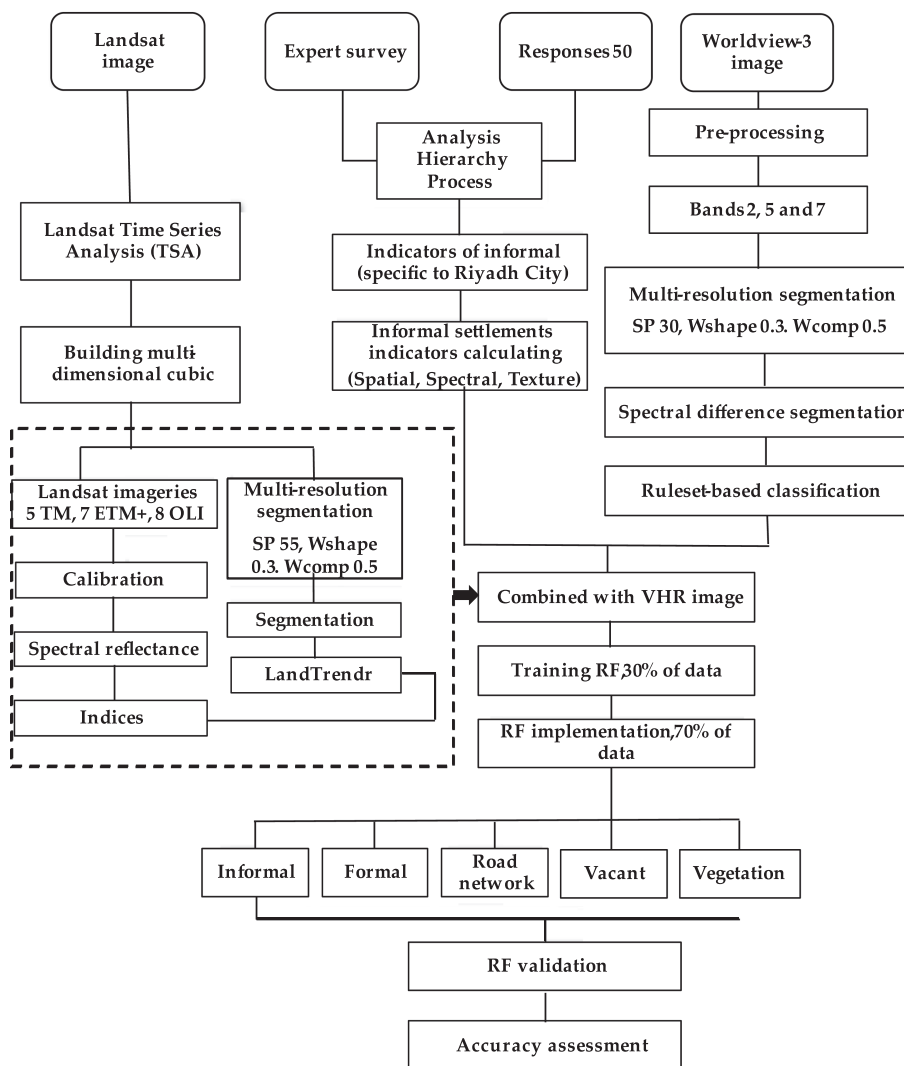 Landsat
image
Expert survey
Responses 50
Worldview-3
image
Pre-processing
Analysis
Hierarchy
Process
Bands 2, 5 and 7
Landsat Time Series
Analysis (TSA)
Indicators of informal
(specific to Riyadh City)
Multi-resolution segmentation
SP 30, Wshape 0.3. Wcomp 0.5
Building multi-
dimensional cubic
Informal settlements
indicators calculating
(Spatial, Spectral, Texture)
Spectral difference segmentation
Ruleset-based classification
Landsat imageries
5 TM, 7 ETM+, 8 OLI
Multi-resolution
segmentation
SP 55, Wshape
0.3. Wcomp 0.5
Calibration
Segmentation
Spectral reflectance
LandTrendr
Indices
Combined with VHR image
Training RF,30% of data
RF implementation,70% of
data
Informal
Formal
Road
network
Vacant
Vegetation
RF validation
Accuracy assessment